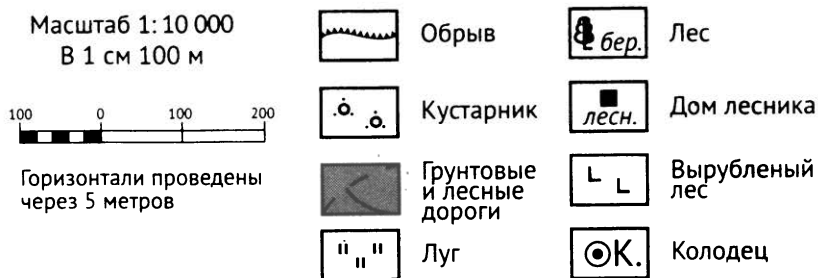 Масштаб 1:10 000
В 1 см 100 м
100 0 100 200
Горизонтали проведены
через 5 метров
Обрыв
Кустарник
Грунтовые
и лесные
дороги
Луг
бер.
Лес
лесн.
Дом лесника
Вырубленый
лес
К.
Колодец